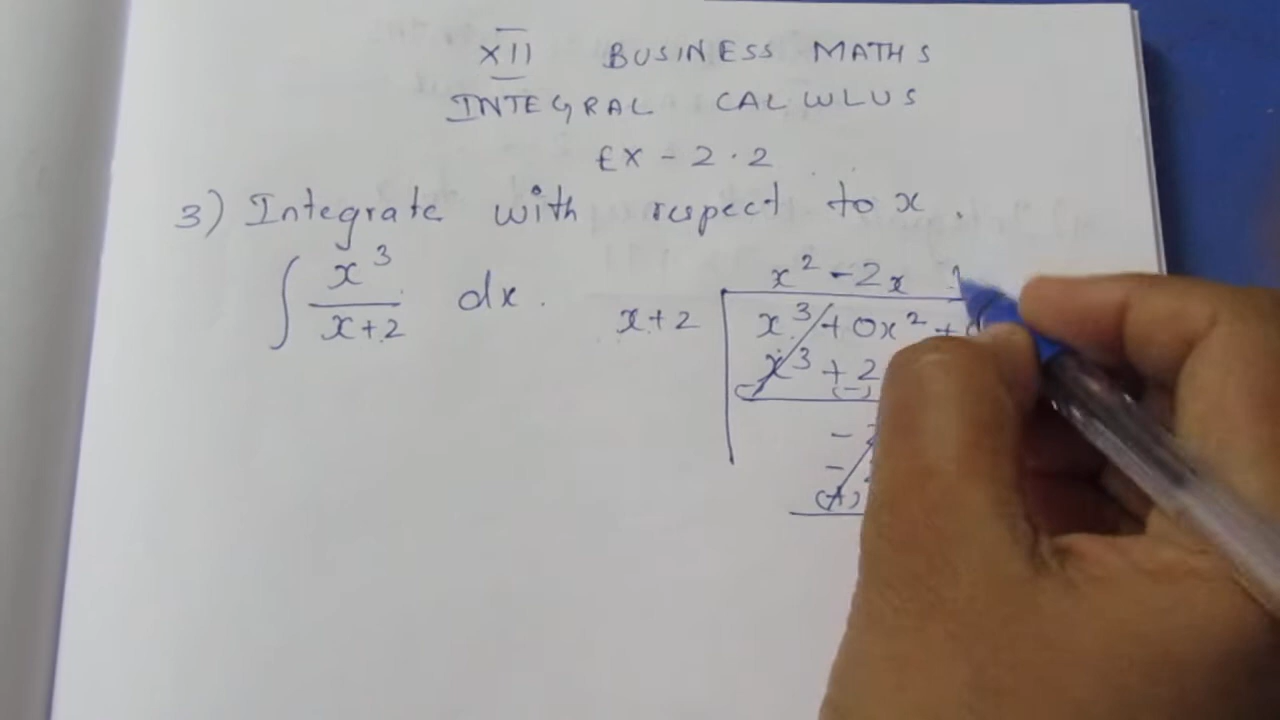 XII BUSINESS MATHS
INTEGRAL CALCULUS
EX - 2.2
3) Integrate with respect to x.
∫ x³/(x+2) dx.
x² - 2x
x+2
x³ + 0x² +
x³ + 2
(-) (-)
-
-
(+)